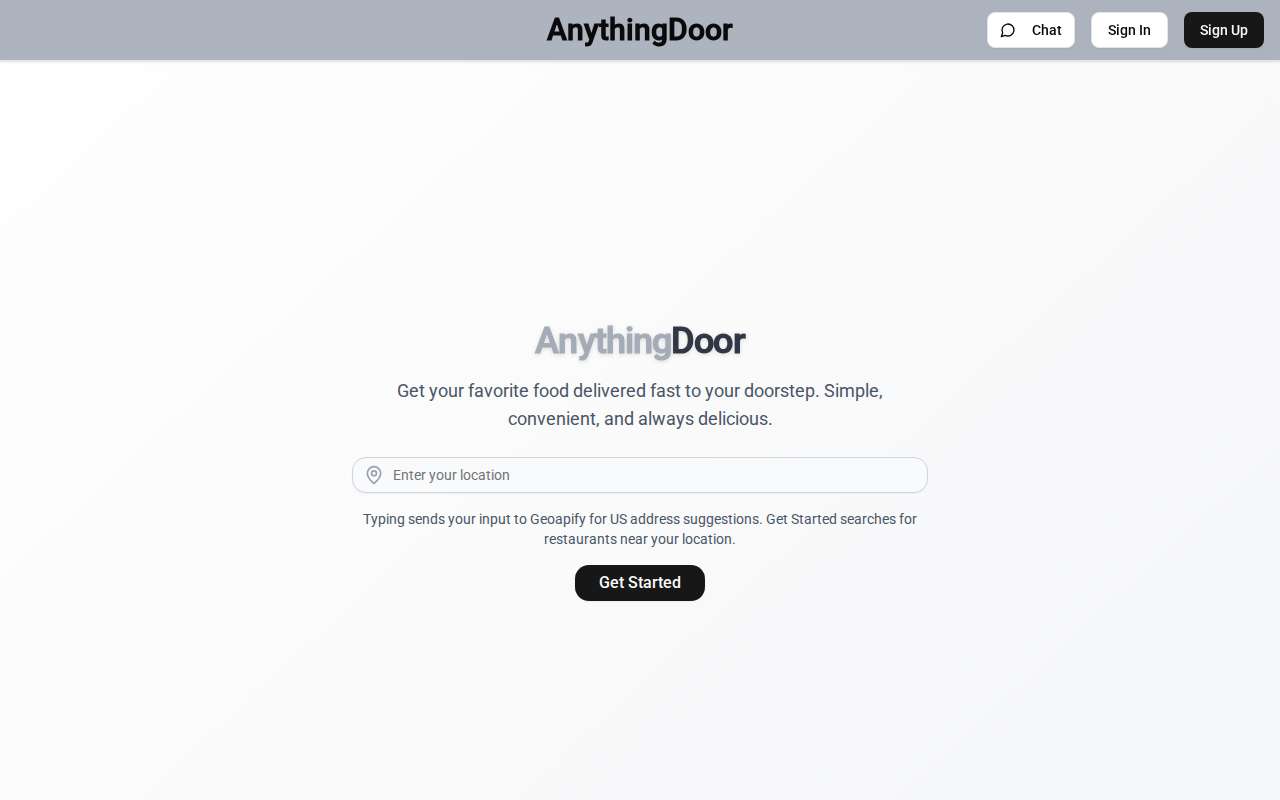 AnythingDoor
Chat
Sign In
Sign Up
AnythingDoor
Get your favorite food delivered fast to your doorstep. Simple,
convenient, and always delicious.
Enter your location
Typing sends your input to Geoapify for US address suggestions. Get Started searches for
restaurants near your location.
Get Started